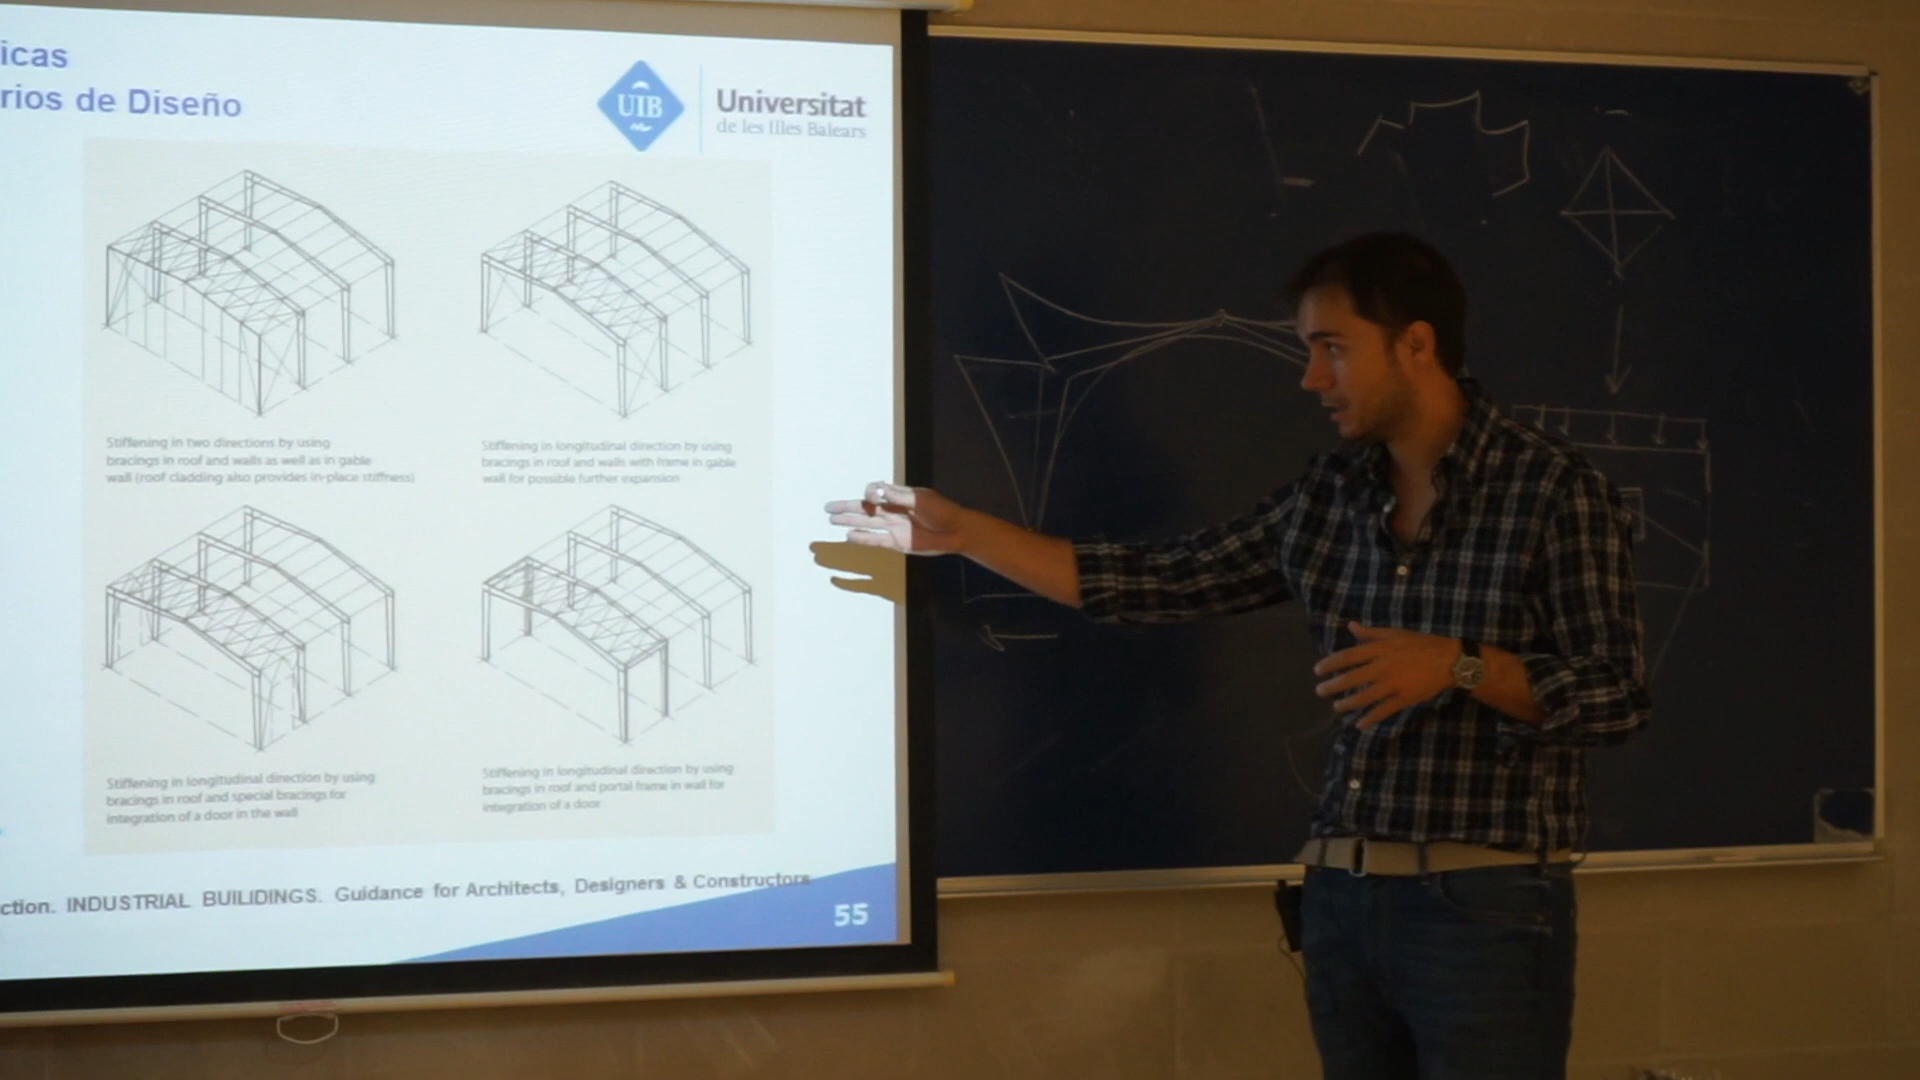 icas
rios de Diseño
UIB
Universitat
de les Illes Balears
Stiffening in two directions by using
bracings in roof and walls as well as in gable
wall (roof cladding also provides in-place stiffness)
Stiffening in longitudinal direction by using
bracings in roof and walls with frame in gable
wall for possible further expansion
Stiffening in longitudinal direction by using
bracings in roof and special bracings for
integration of a door in the wall
Stiffening in longitudinal direction by using
bracings in roof and portal frame in wall for
integration of a door
ction. INDUSTRIAL BUILIDINGS. Guidance for Architects, Designers & Constructors
55